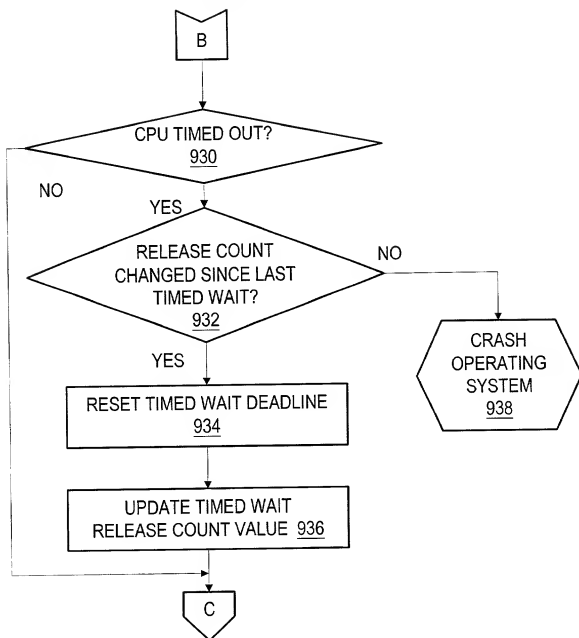 B
CPU TIMED OUT?
930
NO
YES
RELEASE COUNT
CHANGED SINCE LAST
TIMED WAIT?
932
NO
YES
CRASH
OPERATING
SYSTEM
938
RESET TIMED WAIT DEADLINE
934
UPDATE TIMED WAIT
RELEASE COUNT VALUE 936
C